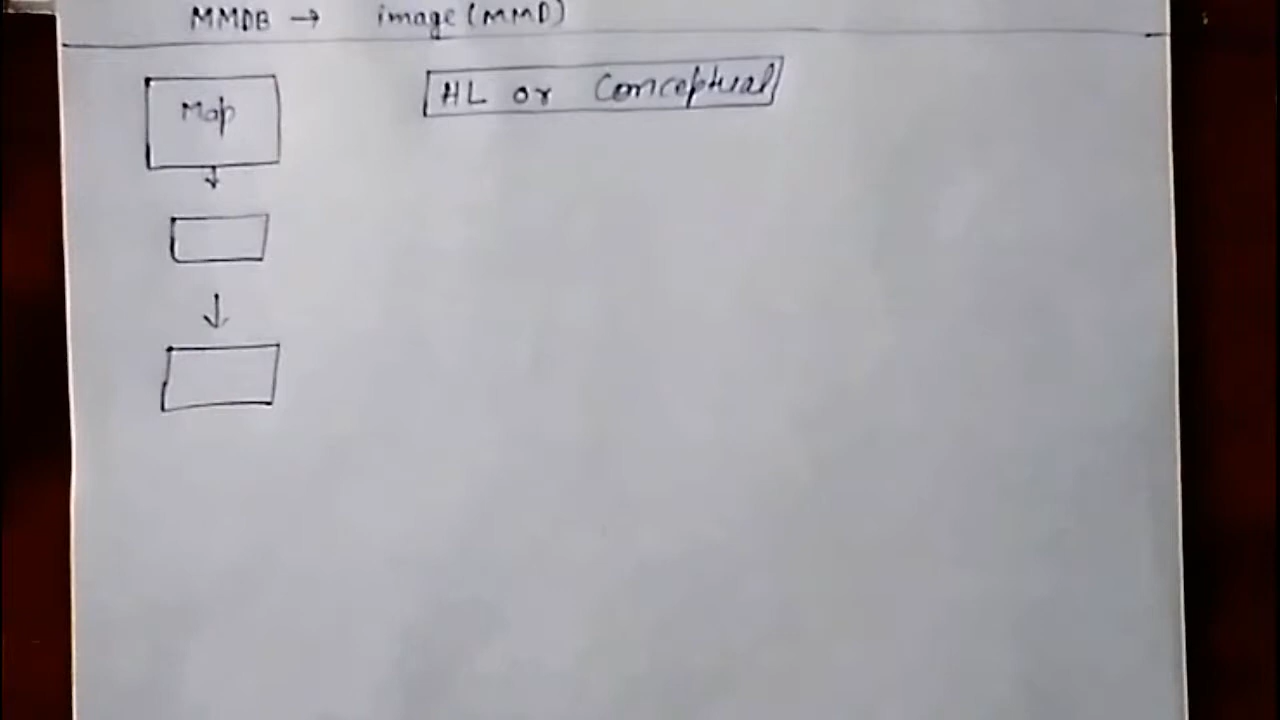 MMDB → image (MMD)
HL or Conceptual
Map